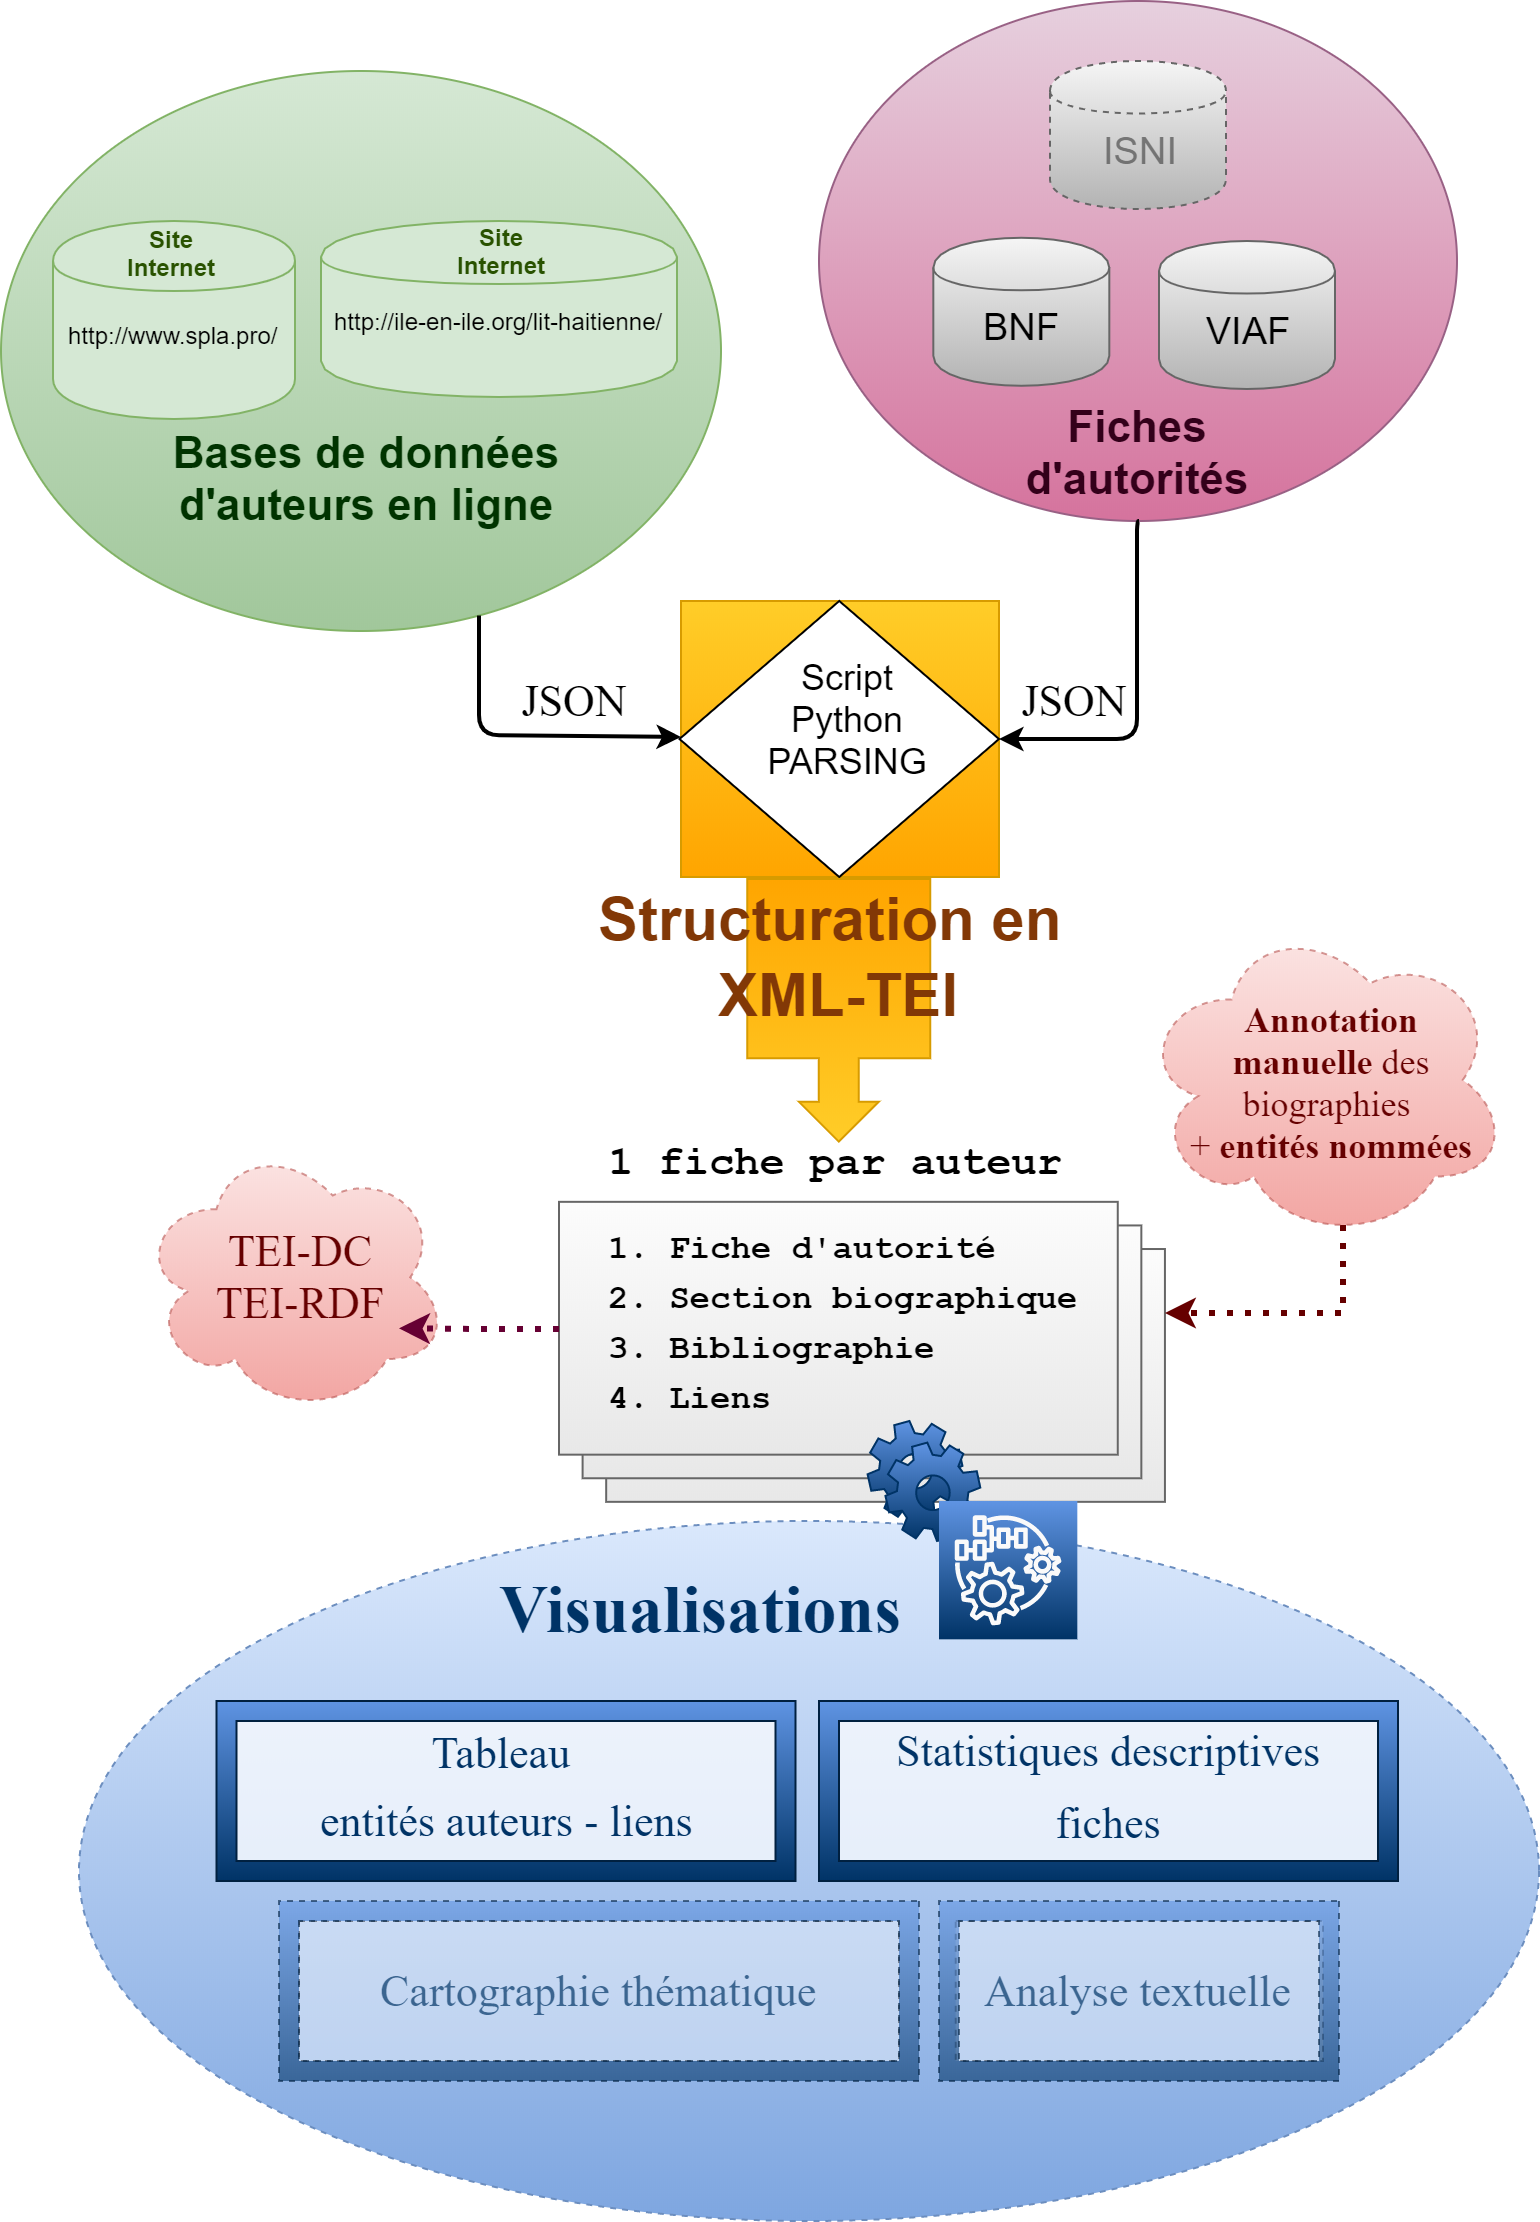 Site
Internet
http://www.spla.pro/
Site
Internet
http://ile-en-ile.org/lit-haitienne/
Bases de données
d'auteurs en ligne
ISNI
BNF
VIAF
Fiches
d'autorités
JSON
Script
Python
PARSING
JSON
Structuration en
XML-TEI
Annotation
manuelle des
biographies
+ entités nommées
1 fiche par auteur
TEI-DC
TEI-RDF
1. Fiche d'autorité
2. Section biographique
3. Bibliographie
4. Liens
Visualisations
Tableau
entités auteurs - liens
Statistiques descriptives
fiches
Cartographie thématique
Analyse textuelle